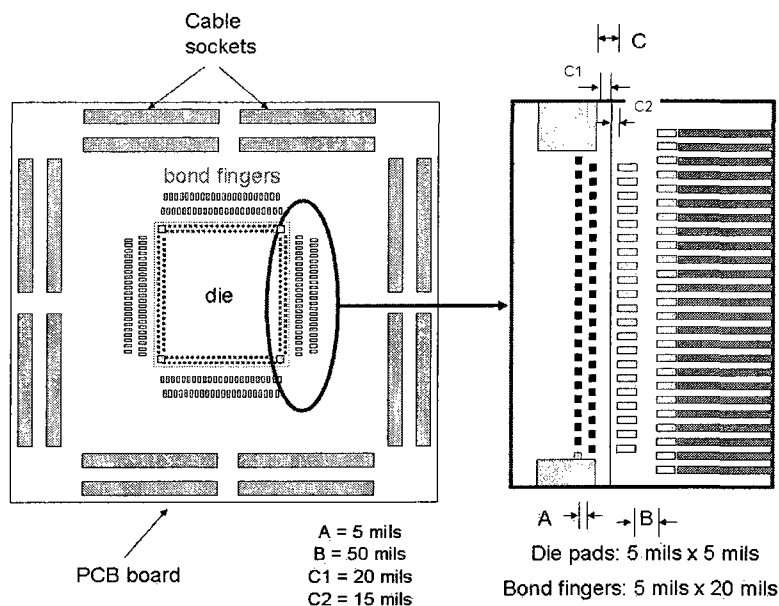 Cable
sockets
bond fingers
die
PCB board
A = 5 mils
B = 50 mils
C1 = 20 mils
C2 = 15 mils
C
C1
C2
A
B
Die pads: 5 mils x 5 mils
Bond fingers: 5 mils x 20 mils